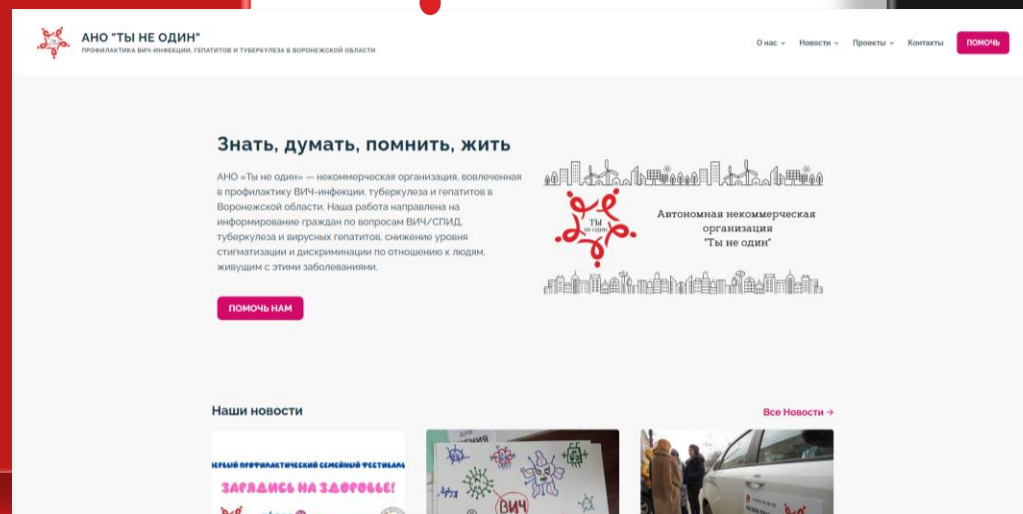 АНО "ТЫ НЕ ОДИН"
ПРОФИЛАКТИКА ВИЧ-ИНФЕКЦИИ, ГЕПАТИТОВ И ТУБЕРКУЛЕЗА В ВОРОНЕЖСКОЙ ОБЛАСТИ
О нас Новости Проекты Контакты ПОМОЧЬ
Знать, думать, помнить, жить
АНО «Ты не один» — некоммерческая организация, вовлеченная
в профилактику ВИЧ-инфекции, туберкулеза и гепатитов в
Воронежской области. Наша работа направлена на
информирование граждан по вопросам ВИЧ/СПИД,
туберкулеза и вирусных гепатитов, снижение уровня
стигматизации и дискриминации по отношению к людям,
живущим с этими заболеваниями.
ПОМОЧЬ НАМ
ТЫ
НЕ ОДИН
Автономная некоммерческая
организация
"Ты не один"
Наши новости
Все Новости →
ПРОФИЛАКТИЧЕСКИЙ СЕМЕЙНЫЙ ФЕСТИВАЛЬ
ЗАРЯДИСЬ НА ЗДОРОВЬЕ!
ВИЧ